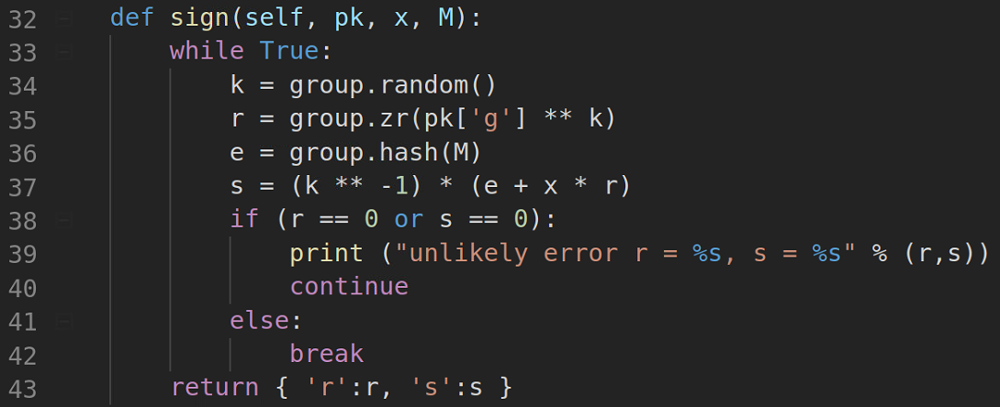 32 def sign(self, pk, x, M):
33 while True:
34 k = group.random()
35 r = group.zr(pk['g'] ** k)
36 e = group.hash(M)
37 s = (k ** -1) * (e + x * r)
38 if (r == 0 or s == 0):
39 print ("unlikely error r = %s, s = %s" % (r,s))
40 continue
41 else:
42 break
43 return { 'r':r, 's':s }